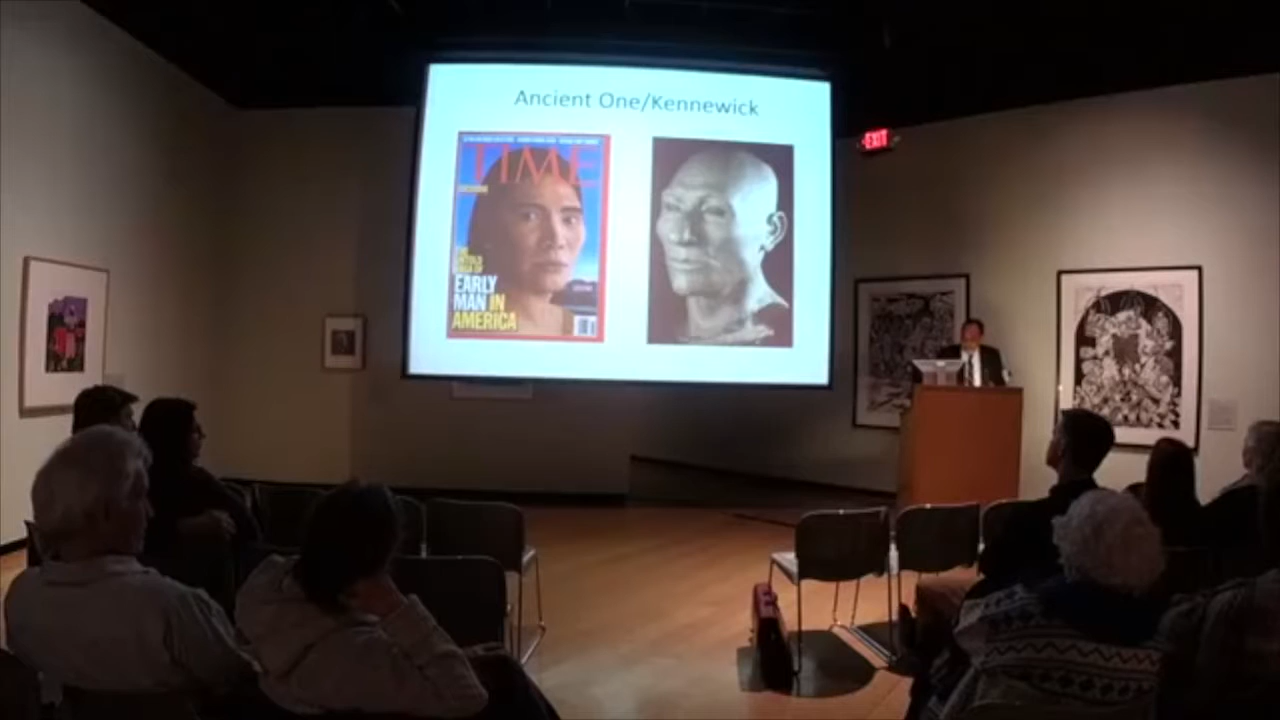 Ancient One/Kennewick
TIME
EARLY
MAN IN
AMERICA
EXIT